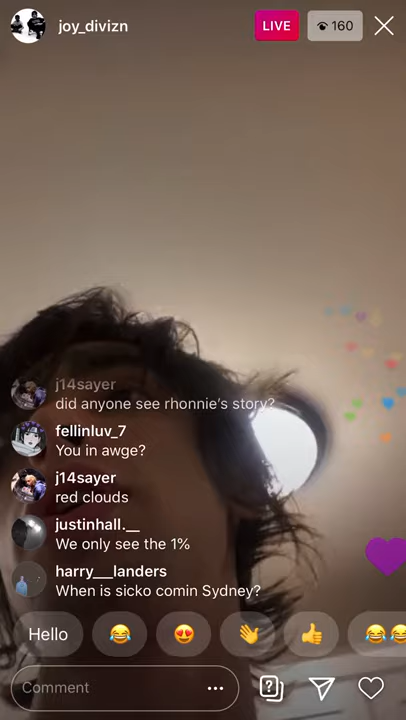 joy_divizn
LIVE
160
j14sayer
did anyone see rhonnie's story?
fellinluv_7
You in awge?
j14sayer
red clouds
justinhall.__
We only see the 1%
harry___landers
When is sicko comin Sydney?
Hello
Comment